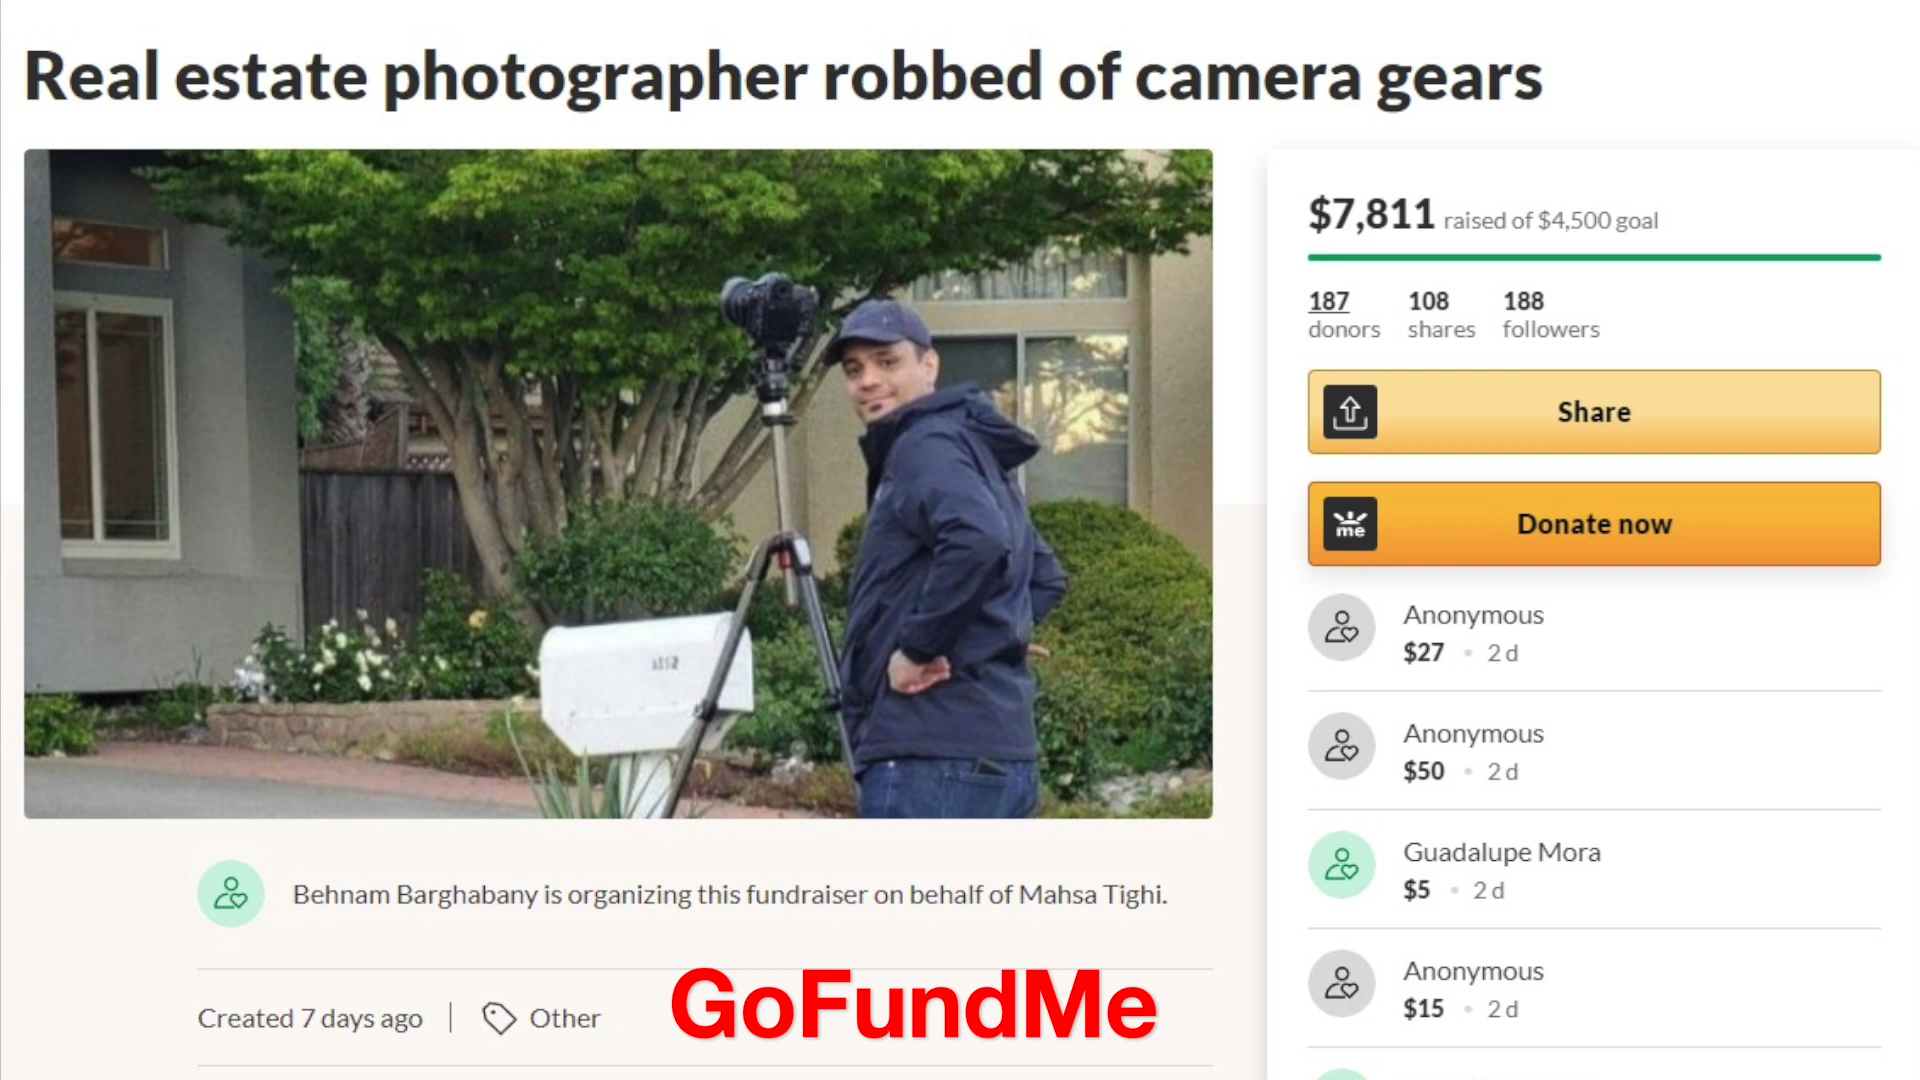 Real estate photographer robbed of camera gears
$7,811 raised of $4,500 goal
187 donors
108 shares
188 followers
Share
me
Donate now
Anonymous
$27 • 2 d
Anonymous
$50 • 2 d
Guadalupe Mora
$5 • 2 d
Anonymous
$15 • 2 d
Behnam Barghabany is organizing this fundraiser on behalf of Mahsa Tighi.
Created 7 days ago | Other
GoFundMe